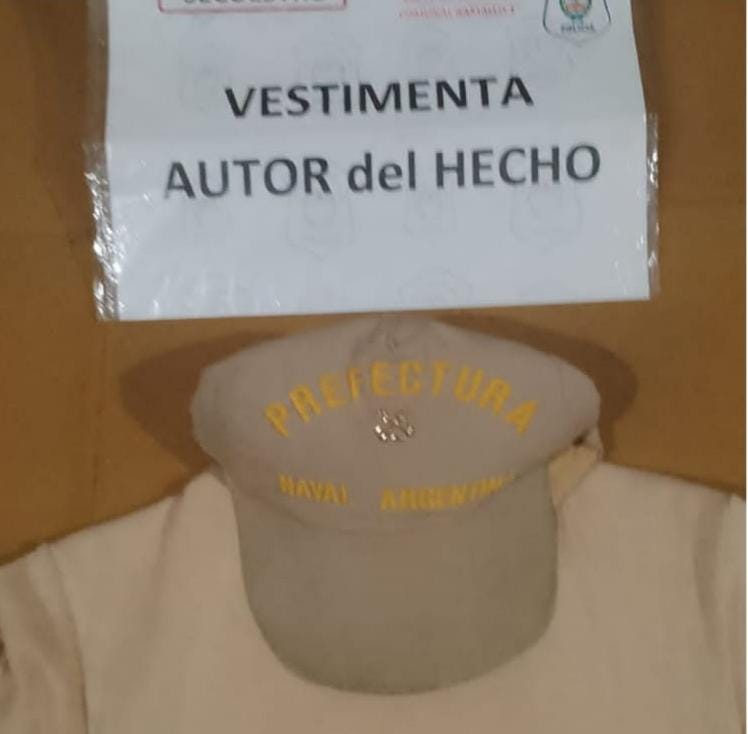 VESTIMENTA
AUTOR del HECHO
PREFECTURA
NAVAL ARGENTINA